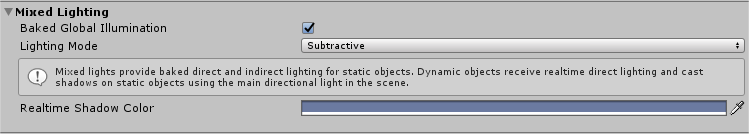 Mixed Lighting
Baked Global Illumination
Lighting Mode
Subtractive
Mixed lights provide baked direct and indirect lighting for static objects. Dynamic objects receive realtime direct lighting and cast
shadows on static objects using the main directional light in the scene.
Realtime Shadow Color